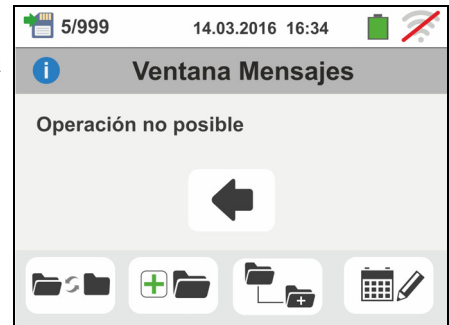 5/999 14.03.2016 16:34
Ventana Mensajes
Operación no posible